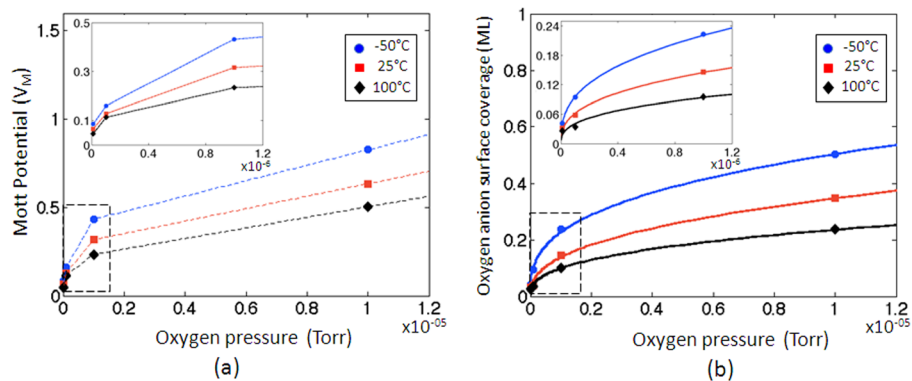 Mott Potential (V_M)
1.5
1
0.5
0
0.5
0.3
0.1
0
0.4
0.8
1.2
x10⁻⁶
-50°C
25°C
100°C
0
0.2
0.4
0.6
0.8
1.0
1.2
x10⁻⁰⁵
Oxygen pressure (Torr)
(a)
Oxygen anion surface coverage (ML)
1
0.8
0.6
0.4
0.2
0
0.24
0.18
0.12
0.06
0
0
0.4
0.8
1.2
x10⁻⁶
-50°C
25°C
100°C
0
0.2
0.4
0.6
0.8
1.0
1.2
x10⁻⁰⁵
Oxygen pressure (Torr)
(b)